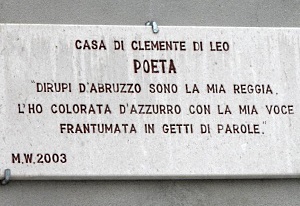 CASA DI CLEMENTE DI LEO
POETA
"DIRUPI D'ABRUZZO SONO LA MIA REGGIA,
L'HO COLORATA D'AZZURRO CON LA MIA VOCE
FRANTUMATA IN GETTI DI PAROLE."
M.W.2003